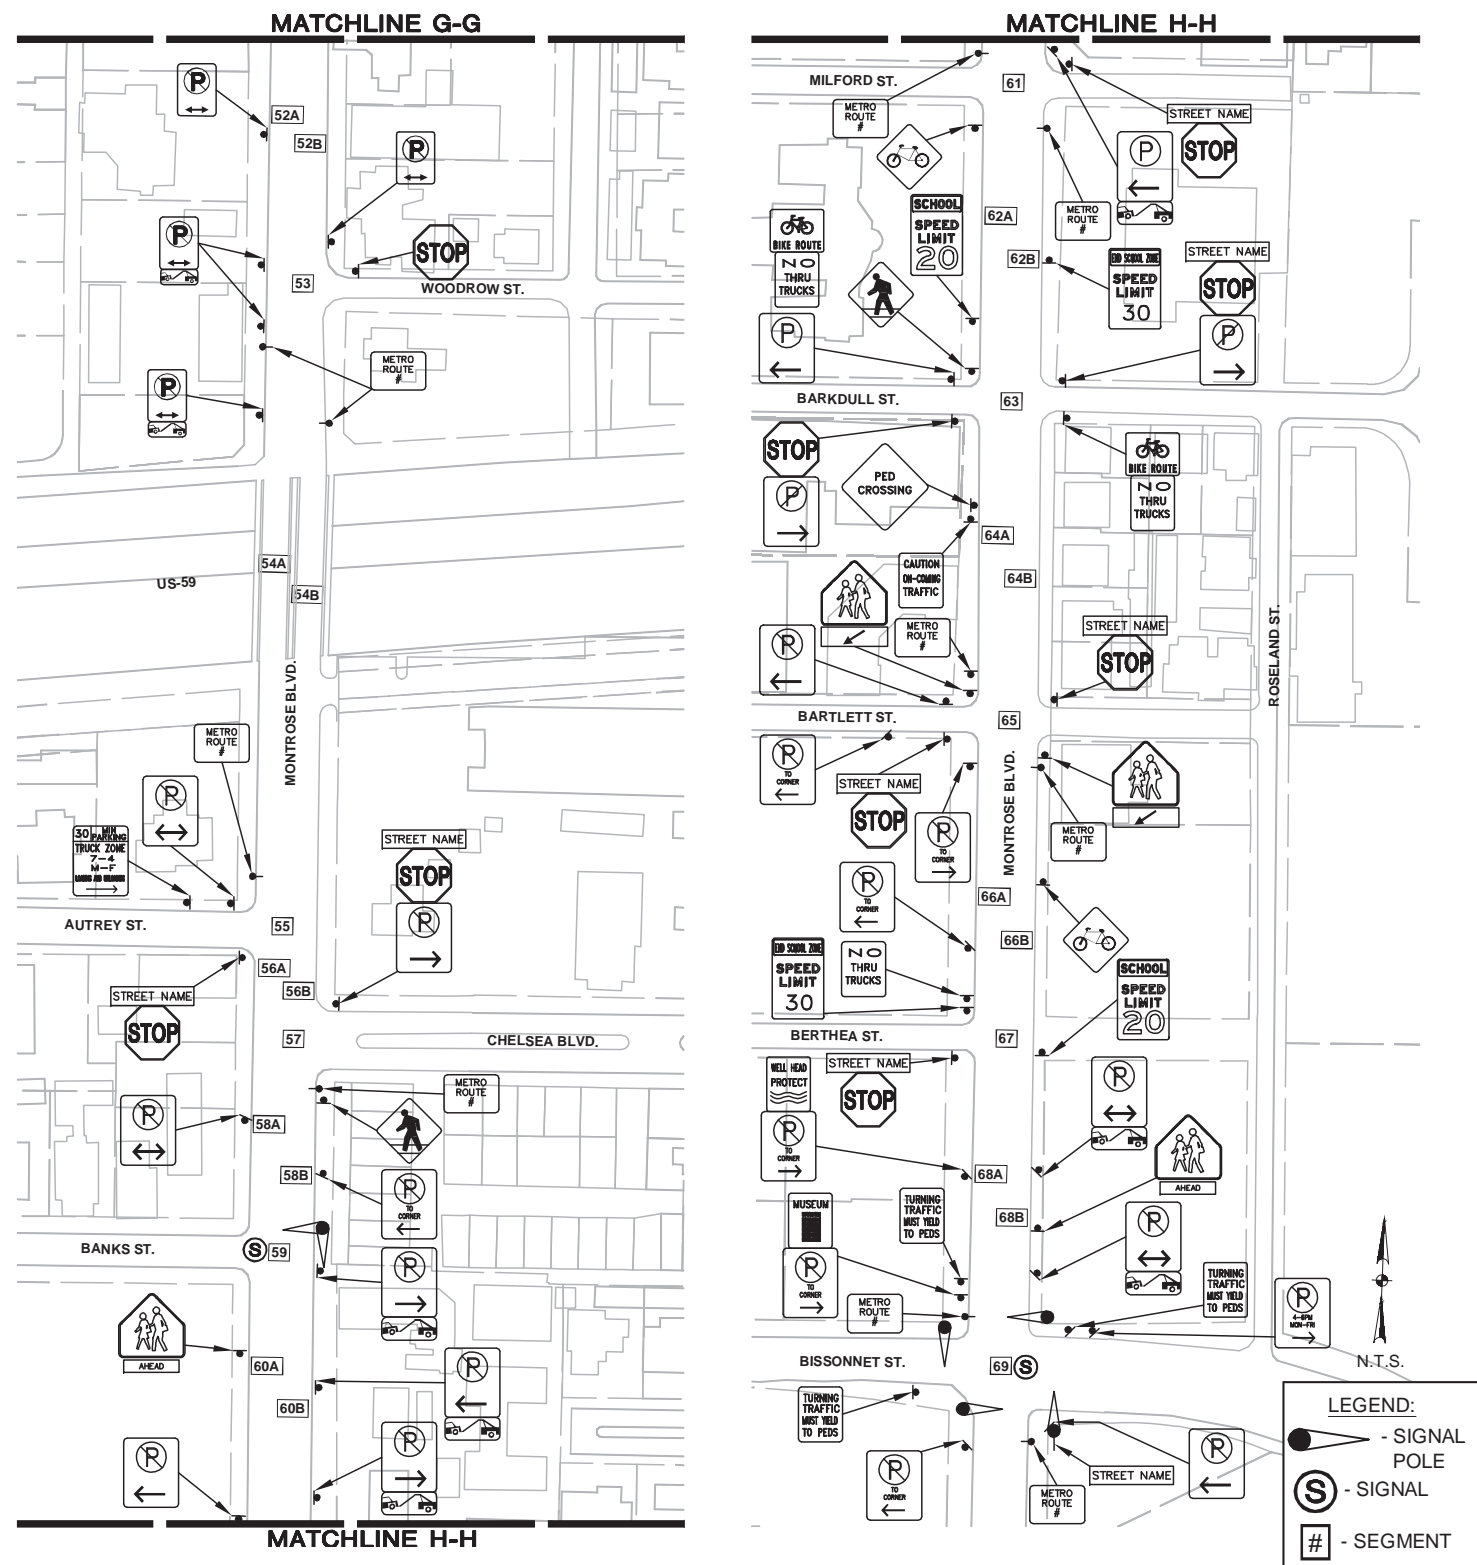 MATCHLINE G-G
P
52A
52B
P
P
STOP
53
WOODROW ST.
METRO
ROUTE
#
P
54A
US-59
54B
MONTROSE BLVD.
METRO
ROUTE
#
P
30 MIN
PARKING
TRUCK ZONE
7-4
M-F
STREET NAME
STOP
P
AUTREY ST.
55
56A
56B
STREET NAME
STOP
57
CHELSEA BLVD.
METRO
ROUTE
#
P
58A
58B
P
TO
CORNER
BANKS ST.
S
59
P
AHEAD
60A
P
60B
P
P
MATCHLINE H-H
MATCHLINE H-H
MILFORD ST.
61
METRO
ROUTE
#
STREET NAME
STOP
P
SCHOOL
SPEED
LIMIT
20
62A
METRO
ROUTE
#
BIKE ROUTE
NO
THRU
TRUCKS
62B
END SCHOOL ZONE
SPEED
LIMIT
30
STREET NAME
STOP
P
P
BARKDULL ST.
63
STOP
P
PED
CROSSING
BIKE ROUTE
NO
THRU
TRUCKS
64A
CAUTION
ON-COMING
TRAFFIC
64B
METRO
ROUTE
#
P
STREET NAME
STOP
ROSELAND ST.
BARTLETT ST.
65
MONTROSE BLVD.
P
TO
CORNER
STREET NAME
STOP
P
TO
CORNER
METRO
ROUTE
#
P
TO
CORNER
66A
66B
END SCHOOL ZONE
SPEED
LIMIT
30
NO
THRU
TRUCKS
SCHOOL
SPEED
LIMIT
20
BERTHEA ST.
67
WELL HEAD
PROTECT
STREET NAME
STOP
P
P
TO
CORNER
68A
AHEAD
MUSEUM
TURNING
TRAFFIC
MUST YIELD
TO PEDS
68B
P
P
TO
CORNER
METRO
ROUTE
#
TURNING
TRAFFIC
MUST YIELD
TO PEDS
P
4-6PM
MON-FRI
BISSONNET ST.
69
S
N.T.S.
TURNING
TRAFFIC
MUST YIELD
TO PEDS
P
TO
CORNER
STREET NAME
METRO
ROUTE
#
P
LEGEND:
- SIGNAL
POLE
S - SIGNAL
# - SEGMENT